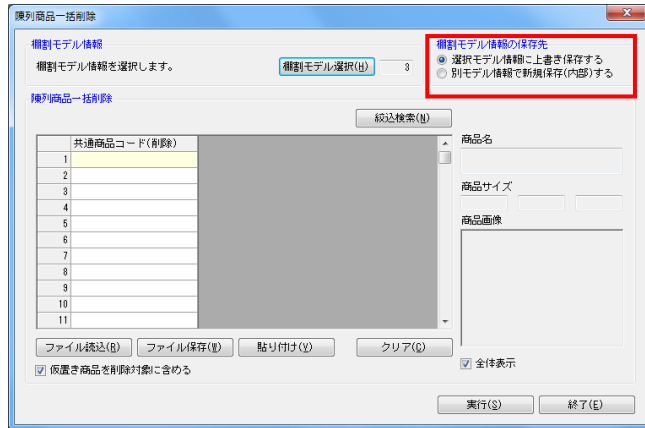 陳列商品一括削除
棚割モデル情報
棚割モデル情報を選択します。
棚割モデル選択(H)
3
棚割モデル情報の保存先
選択モデル情報に上書き保存する
別モデル情報で新規保存(内部)する
陳列商品一括削除
絞込検索(N)
共通商品コード(削除)
1
2
3
4
5
6
7
8
9
10
11
商品名
商品サイズ
商品画像
ファイル読込(R)
ファイル保存(W)
貼り付け(V)
クリア(C)
全体表示
仮置き商品を削除対象に含める
実行(S)
終了(E)